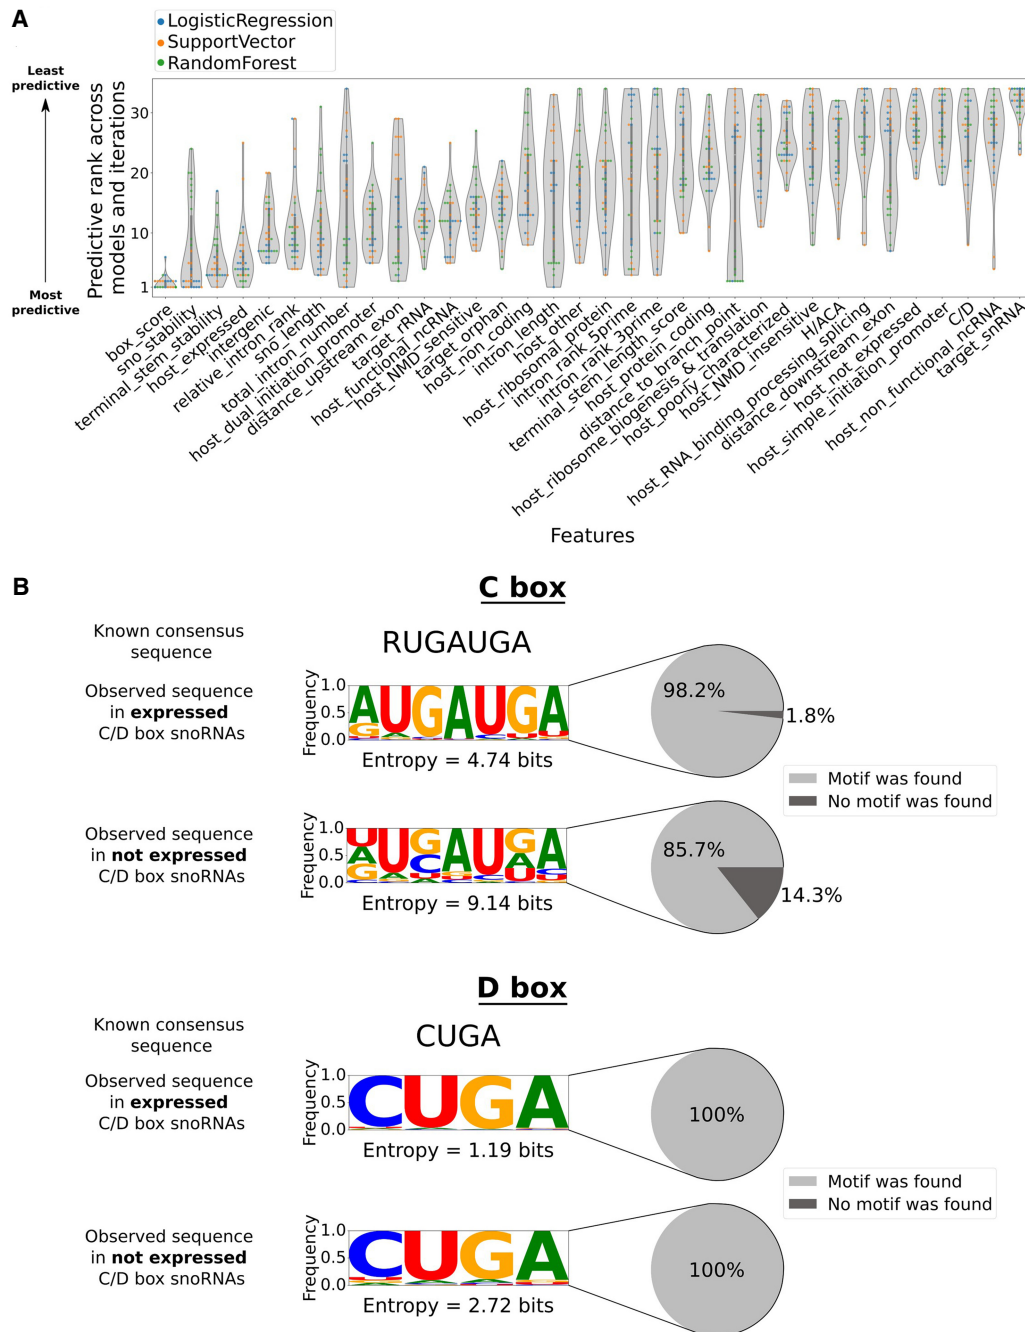 A
LogisticRegression
SupportVector
RandomForest
Least
predictive
Most
predictive
Predictive rank across
models and iterations
30
20
10
1
box_score
sno_stability
terminal_stem_stability
host_expressed
intergenic
relative_intron_rank
sno_length
total_intron_number
host_dual_initiation_promoter
distance_upstream_exon
target_rRNA
host_functional_ncRNA
host_NMD_sensitive
target_orphan
host_non_coding
intron_length
host_other
host_ribosomal_protein
intron_rank_5prime
intron_rank_3prime
terminal_stem_length_score
host_protein_coding
distance_to_branch_point
host_ribosome_biogenesis & translation
host_poorly_characterized
host_NMD_insensitive
H/ACA
host_RNA_binding_processing_splicing
distance_downstream_exon
host_not_expressed
host_simple_initiation_promoter
C/D
host_non_functional_ncRNA
target_snRNA
Features
B
C box
Known consensus
sequence
RUGAUGA
Observed sequence
in expressed
C/D box snoRNAs
Frequency
1.0
0.5
0.0
AUGAUGA
Entropy = 4.74 bits
98.2%
1.8%
Motif was found
No motif was found
Observed sequence
in not expressed
C/D box snoRNAs
Frequency
1.0
0.5
0.0
UUGAUGA
Entropy = 9.14 bits
85.7%
14.3%
D box
Known consensus
sequence
CUGA
Observed sequence
in expressed
C/D box snoRNAs
Frequency
1.0
0.5
0.0
CUGA
Entropy = 1.19 bits
100%
Motif was found
No motif was found
Observed sequence
in not expressed
C/D box snoRNAs
Frequency
1.0
0.5
0.0
CUGA
Entropy = 2.72 bits
100%